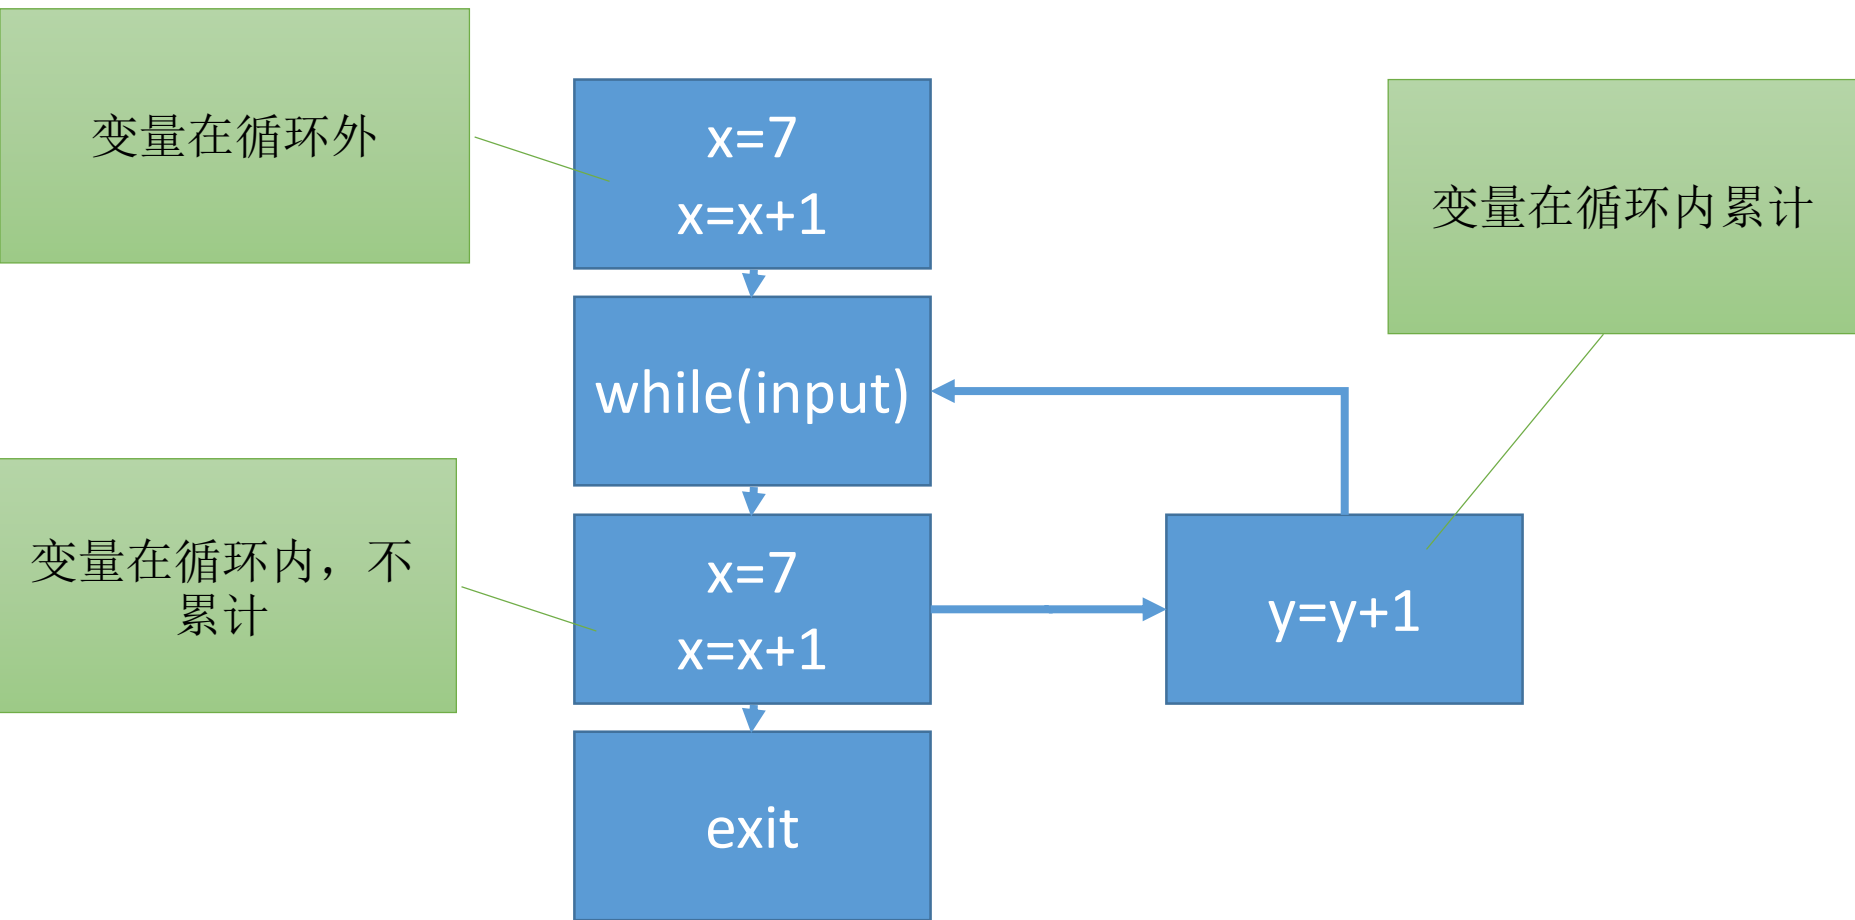 变量在循环外
x=7
x=x+1
变量在循环内累计
while(input)
变量在循环内，不
累计
x=7
x=x+1
y=y+1
exit